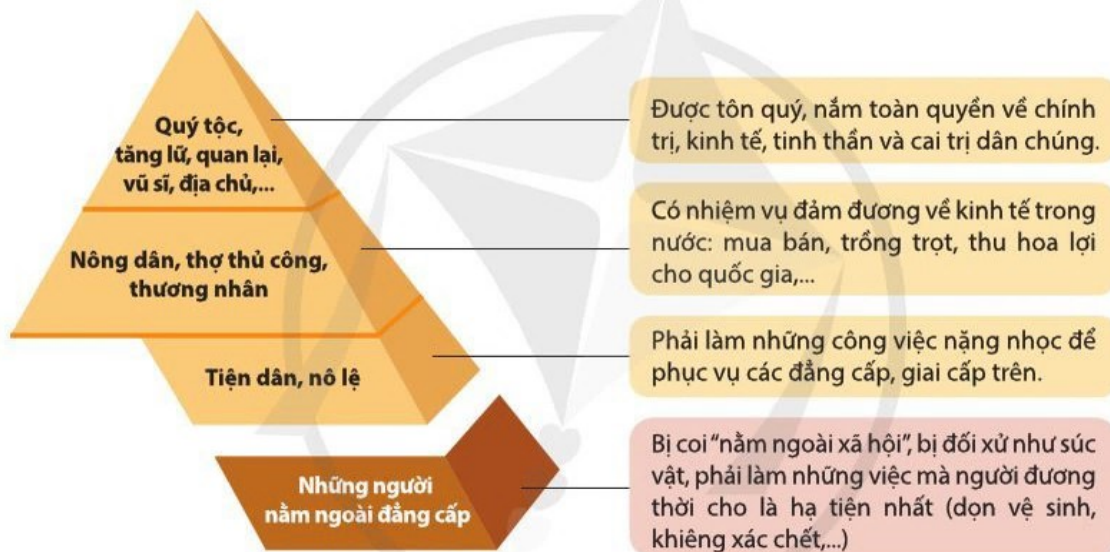 Quý tộc,
tăng lữ, quan lại,
vũ sĩ, địa chủ,...
Được tôn quý, nắm toàn quyền về chính
trị, kinh tế, tinh thần và cai trị dân chúng.
Nông dân, thợ thủ công,
thương nhân
Có nhiệm vụ đảm đương về kinh tế trong
nước: mua bán, trồng trọt, thu hoa lợi
cho quốc gia,...
Tiện dân, nô lệ
Phải làm những công việc nặng nhọc để
phục vụ các đẳng cấp, giai cấp trên.
Những người
nằm ngoài đẳng cấp
Bị coi "nằm ngoài xã hội", bị đối xử như súc
vật, phải làm những việc mà người đương
thời cho là hạ tiện nhất (dọn vệ sinh,
khiêng xác chết,...)